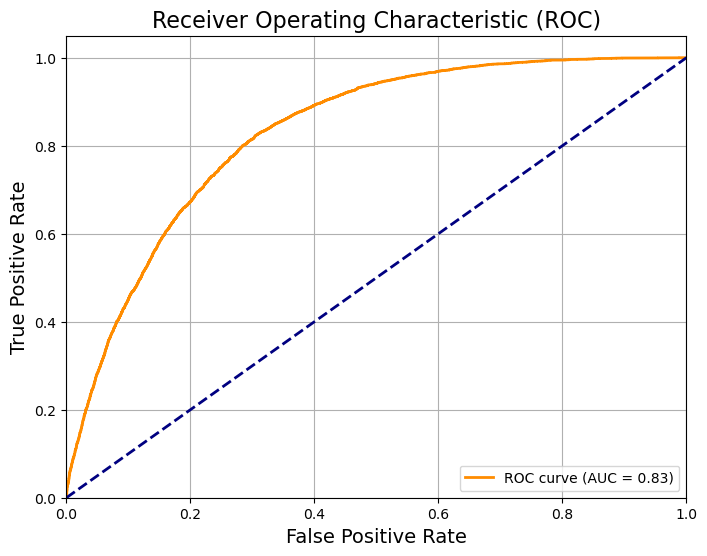 Receiver Operating Characteristic (ROC)
True Positive Rate
1.0
0.8
0.6
0.4
0.2
0.0
ROC curve (AUC = 0.83)
0.0 0.2 0.4 0.6 0.8 1.0
False Positive Rate